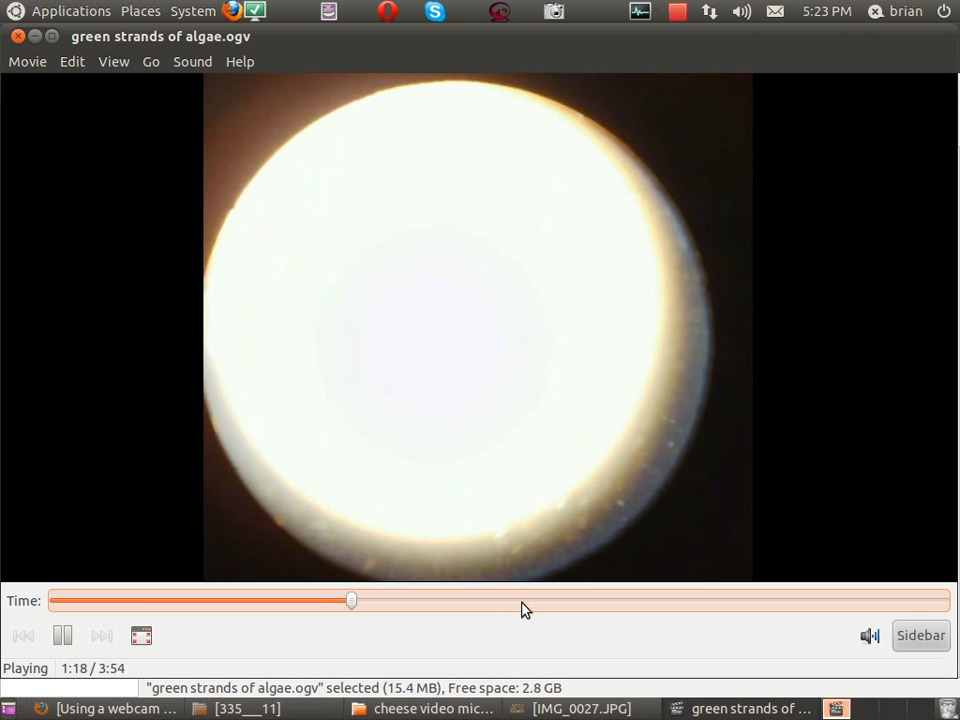 Applications Places System 5:23 PM brian
green strands of algae.ogv
Movie Edit View Go Sound Help
Time:
Sidebar
Playing 1:18 / 3:54
"green strands of algae.ogv" selected (15.4 MB), Free space: 2.8 GB
[Using a webcam ... [335___11] cheese video mic... [IMG_0027.JPG] green strands of ...